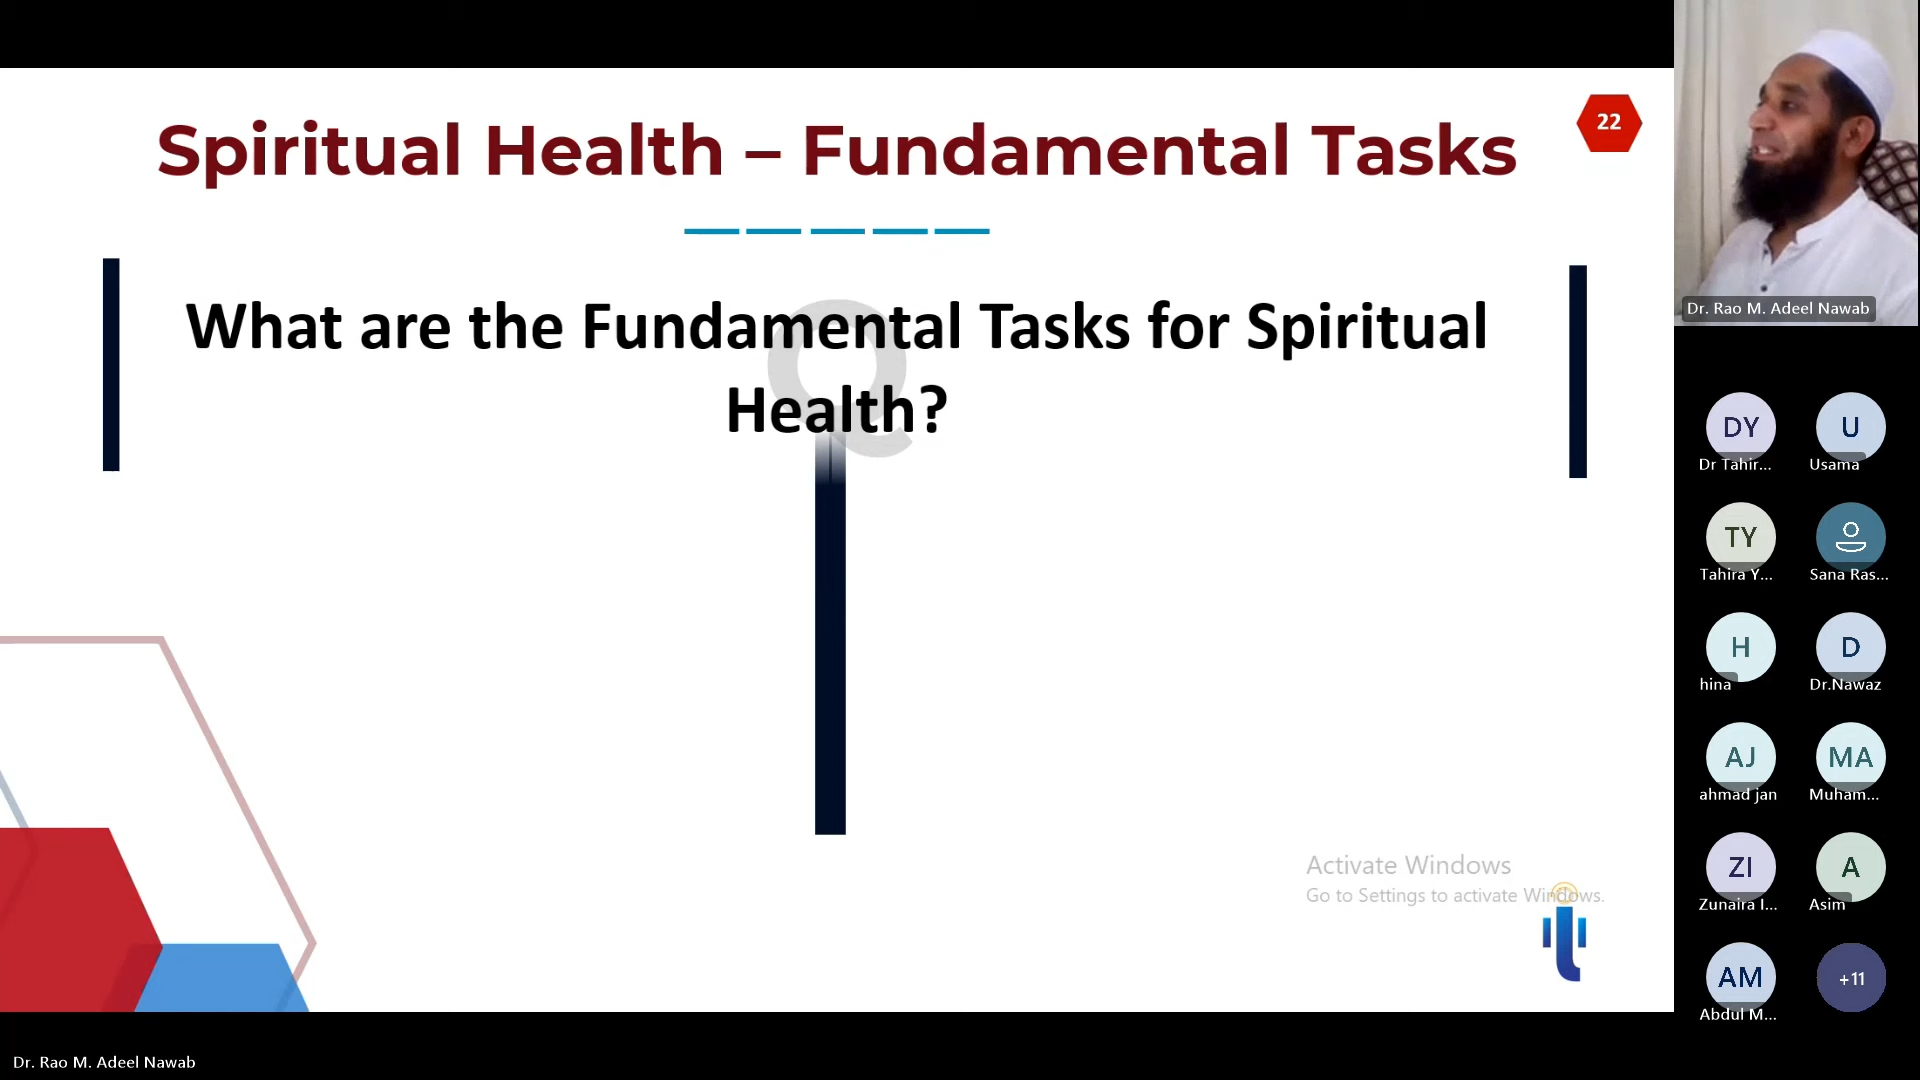 Spiritual Health – Fundamental Tasks
22
Q
What are the Fundamental Tasks for Spiritual
Health?
Activate Windows
Go to Settings to activate Windows.
Dr. Rao M. Adeel Nawab
DY
Dr Tahir...
U
Usama
TY
Tahira Y...
Sana Ras...
H
hina
D
Dr.Nawaz
AJ
ahmad jan
MA
Muham...
ZI
Zunaira I...
A
Asim
AM
Abdul M...
+11
Dr. Rao M. Adeel Nawab